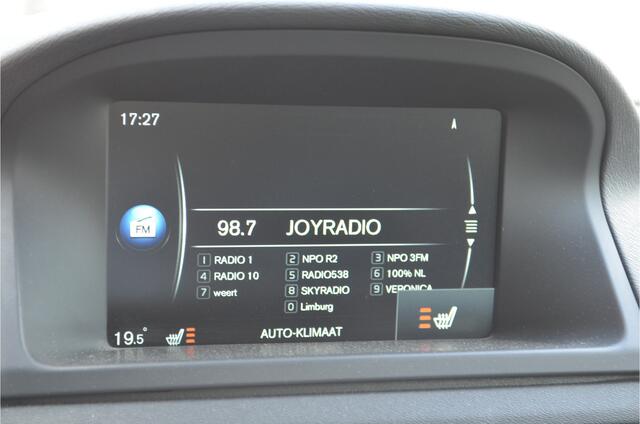 17:27
FM
98.7 JOYRADIO
1 RADIO 1 2 NPO R2 3 NPO 3FM
4 RADIO 10 5 RADIO538 6 100% NL
7 weert 8 SKYRADIO 9 VERONICA
0 Limburg
19.5° AUTO-KLIMAAT